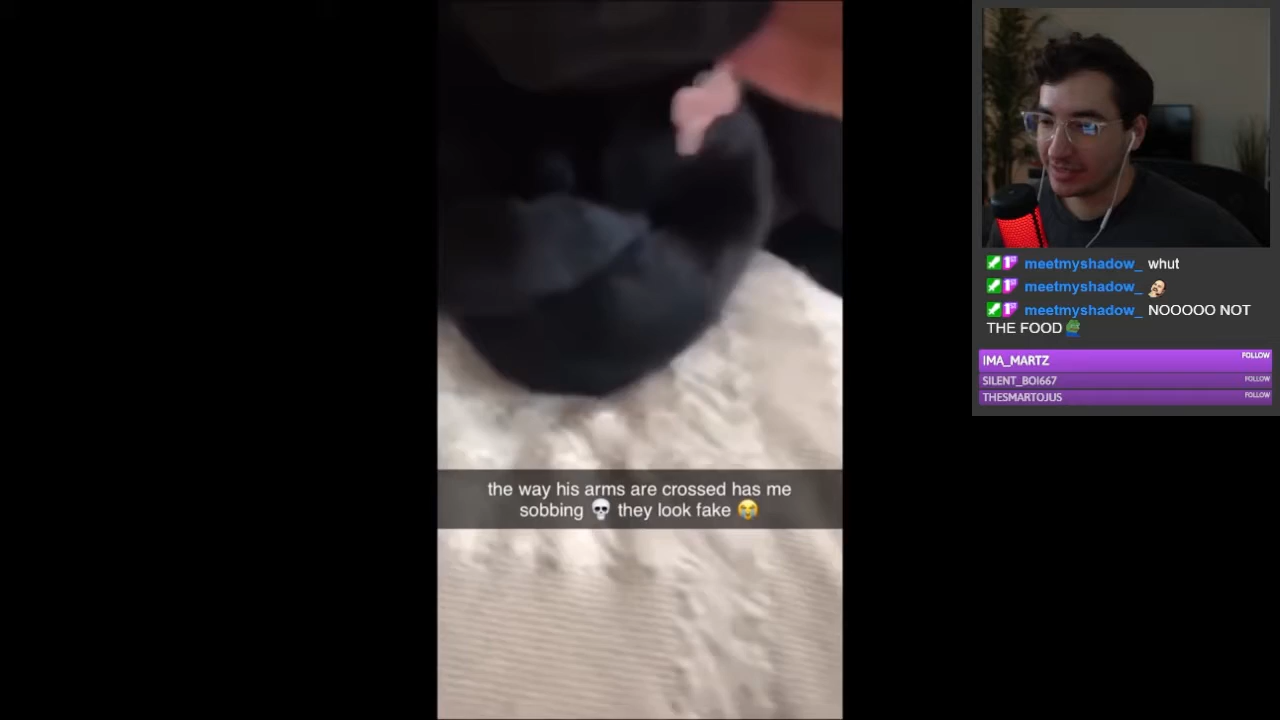 the way his arms are crossed has me
sobbing 💀 they look fake 😭
meetmyshadow_ whut
meetmyshadow_
meetmyshadow_ NOOOOO NOT
THE FOOD
IMA_MARTZ FOLLOW
SILENT_BOI667 FOLLOW
THESMARTOJUS FOLLOW